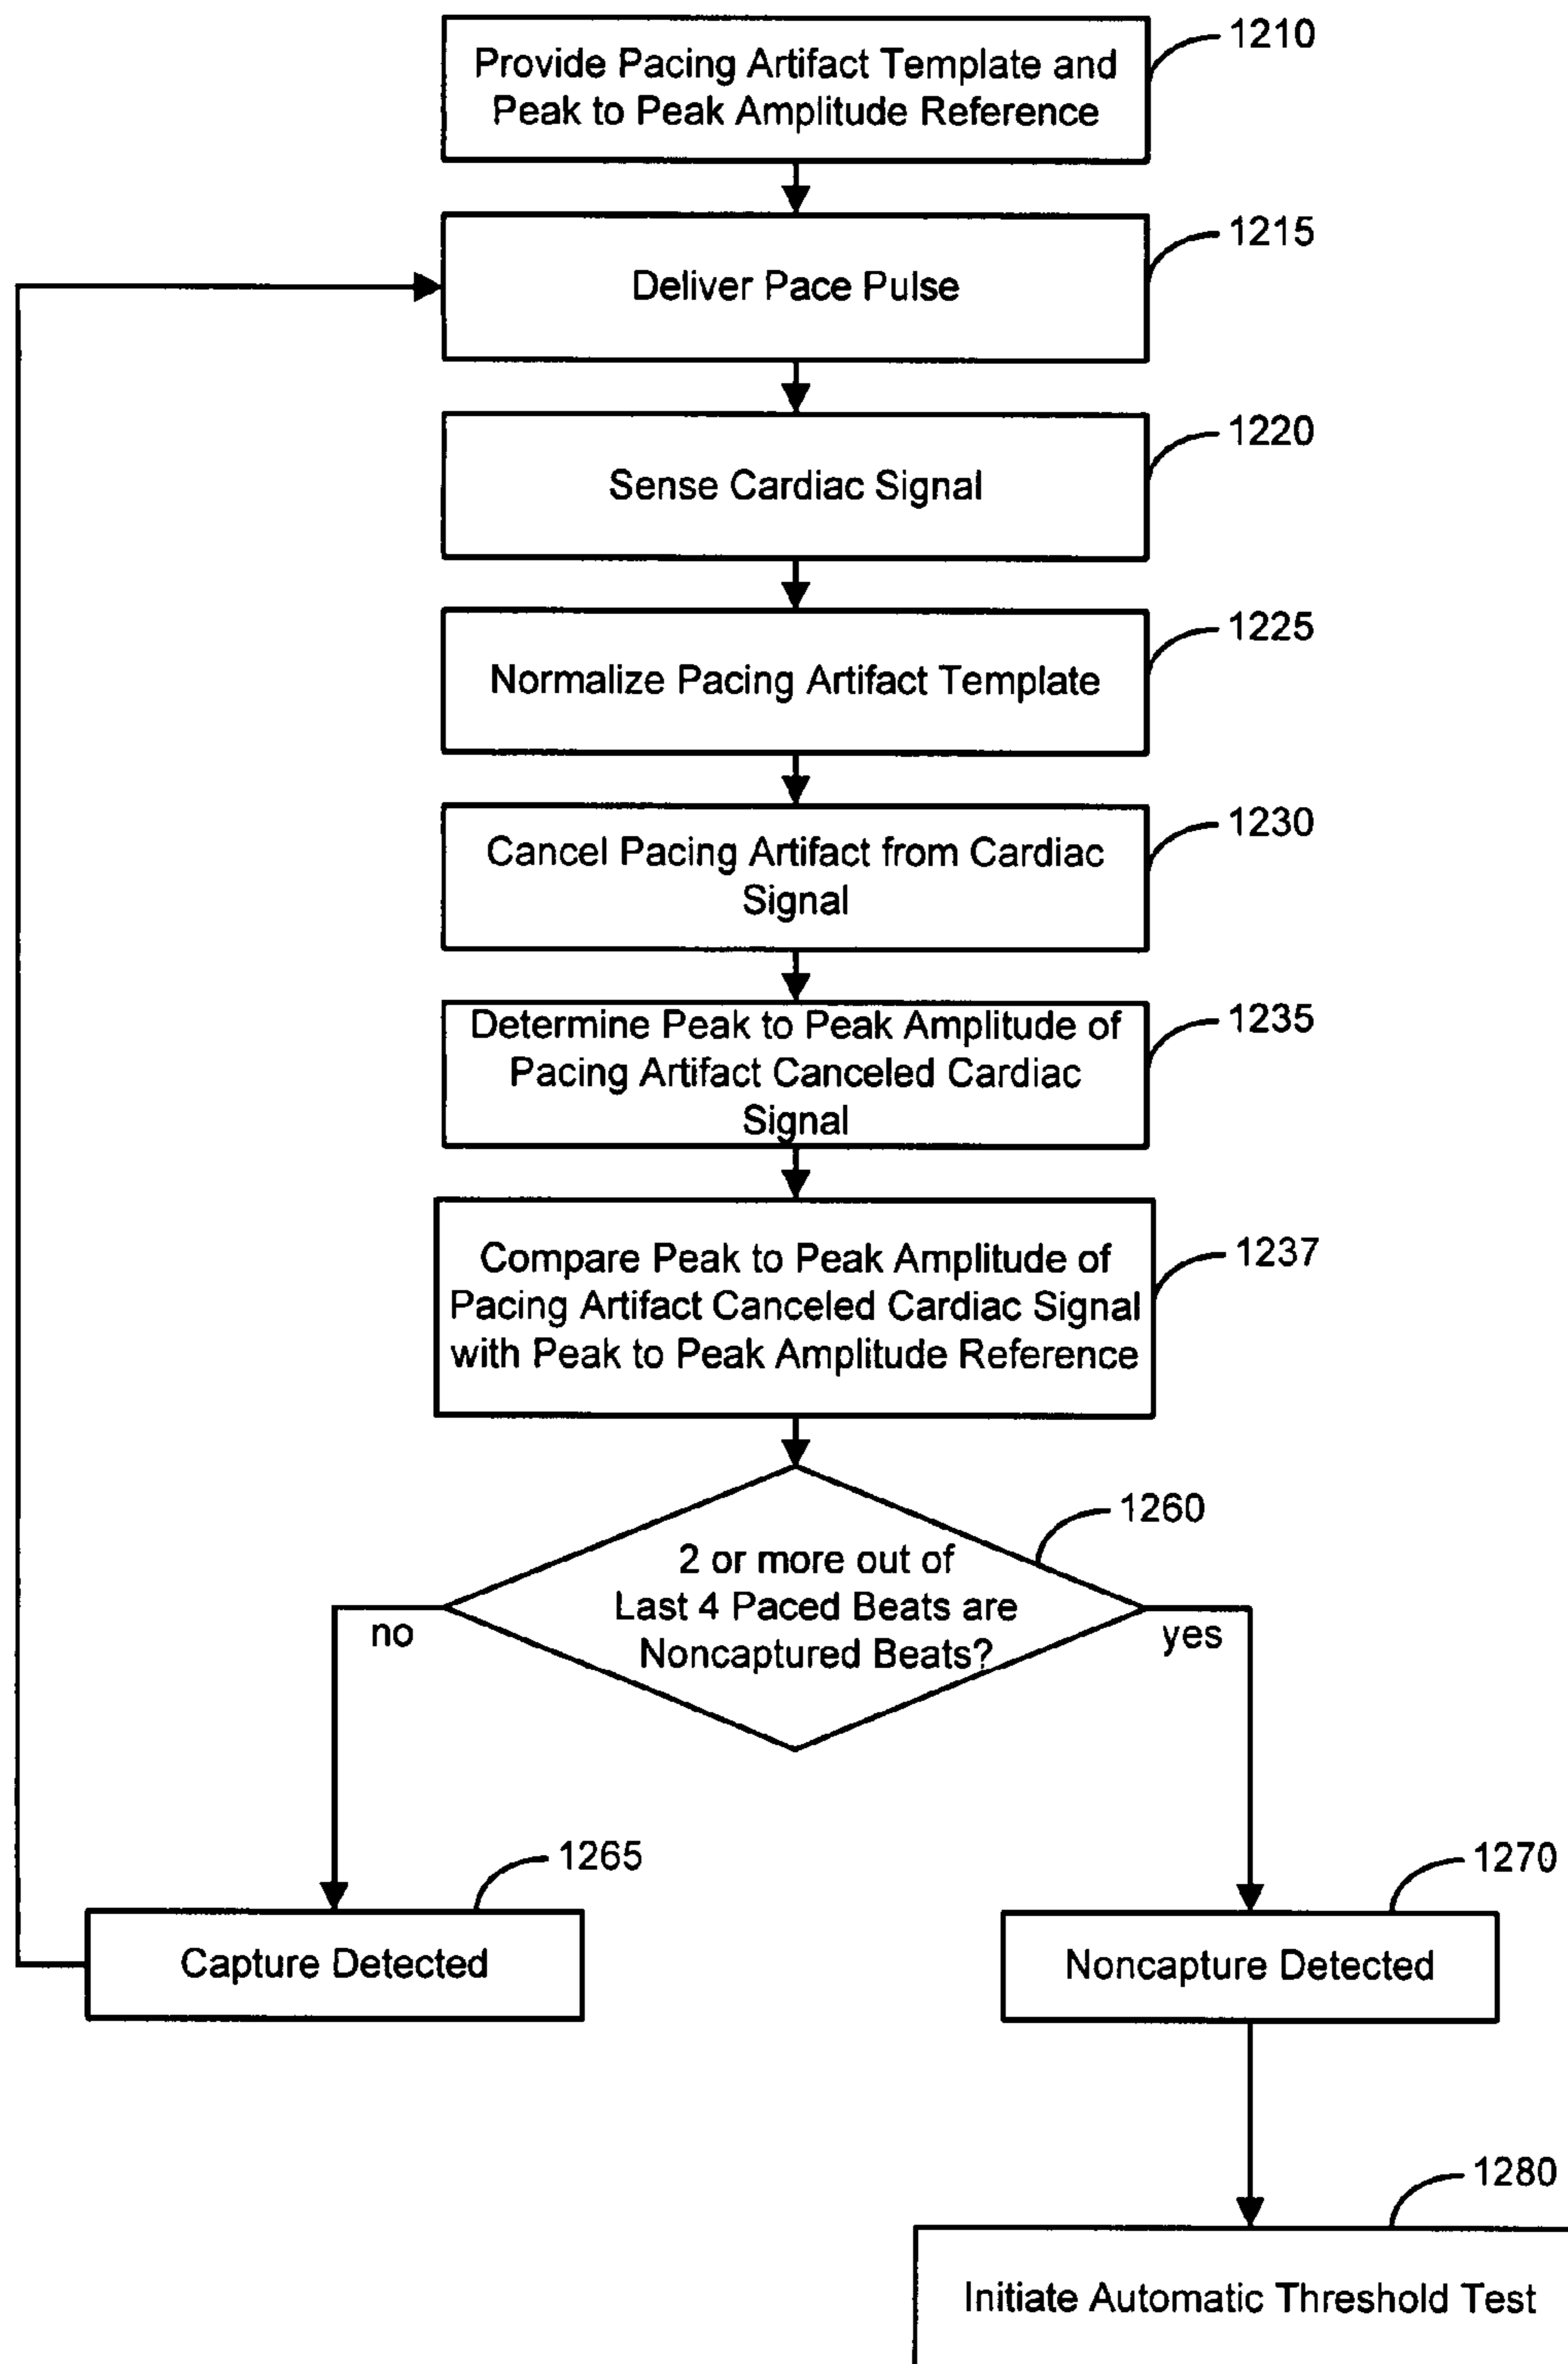 1210
Provide Pacing Artifact Template and
Peak to Peak Amplitude Reference
1215
Deliver Pace Pulse
1220
Sense Cardiac Signal
1225
Normalize Pacing Artifact Template
1230
Cancel Pacing Artifact from Cardiac
Signal
1235
Determine Peak to Peak Amplitude of
Pacing Artifact Canceled Cardiac
Signal
1237
Compare Peak to Peak Amplitude of
Pacing Artifact Canceled Cardiac Signal
with Peak to Peak Amplitude Reference
1260
2 or more out of
Last 4 Paced Beats are
Noncaptured Beats?
no
yes
1265
Capture Detected
1270
Noncapture Detected
1280
Initiate Automatic Threshold Test